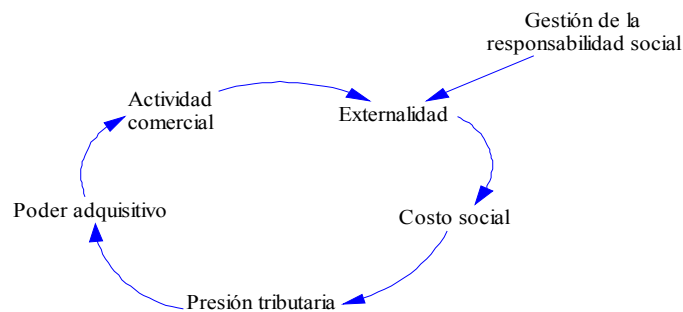 Gestión de la
responsabilidad social
Actividad
comercial
Externalidad
Poder adquisitivo
Costo social
Presión tributaria